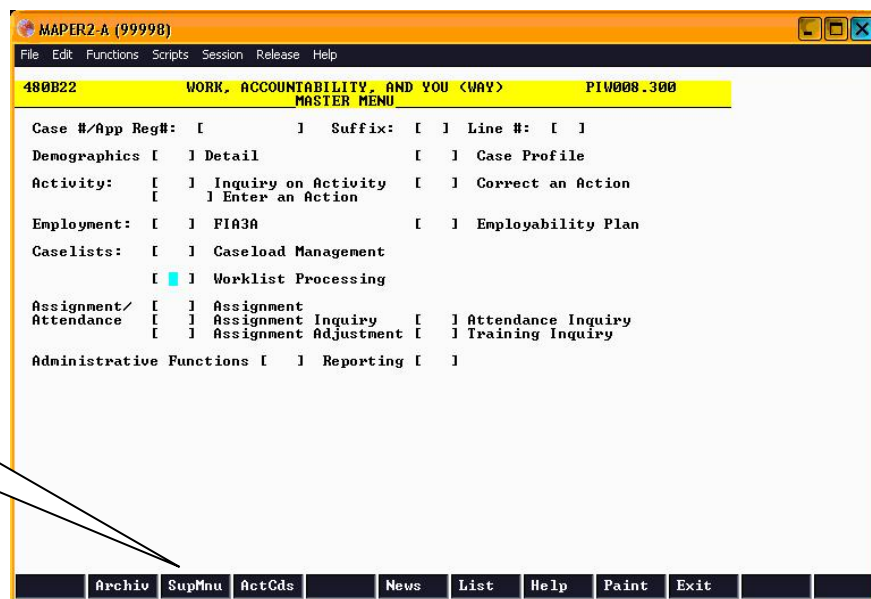 MAPER2-A (99998)
File Edit Functions Scripts Session Release Help
480B22 WORK, ACCOUNTABILITY, AND YOU <WAY> PIW008.300
MASTER MENU
Case #/App Reg#: [ ] Suffix: [ ] Line #: [ ]
Demographics [ ] Detail [ ] Case Profile
Activity: [ ] Inquiry on Activity [ ] Correct an Action
[ ] Enter an Action
Employment: [ ] FIA3A [ ] Employability Plan
Caselists: [ ] Caseload Management
[ ] Worklist Processing
Assignment/ [ ] Assignment
Attendance [ ] Assignment Inquiry [ ] Attendance Inquiry
[ ] Assignment Adjustment [ ] Training Inquiry
Administrative Functions [ ] Reporting [ ]
Archiv SupMnu ActCds News List Help Paint Exit